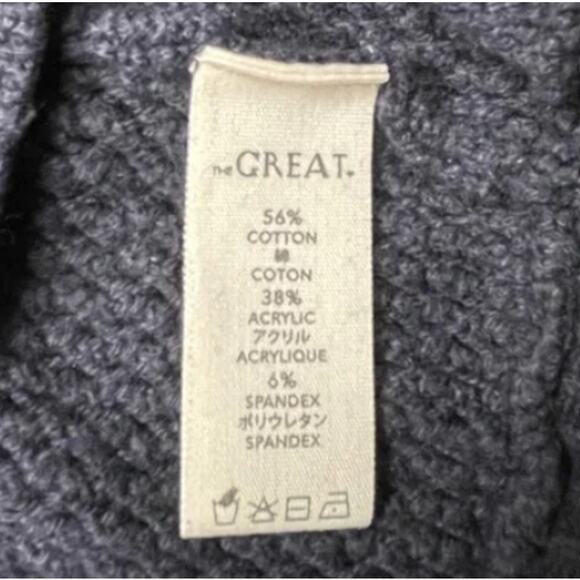 THE GREAT.
56%
COTTON
綿
COTON
38%
ACRYLIC
アクリル
ACRYLIQUE
6%
SPANDEX
ポリウレタン
SPANDEX